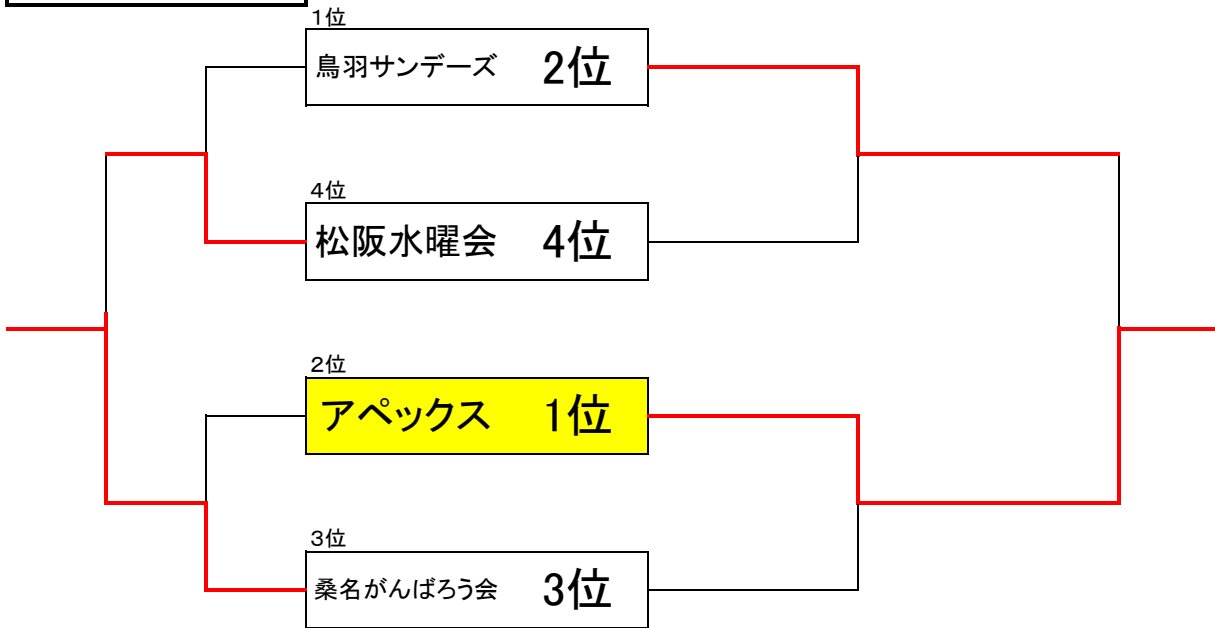 1位
鳥羽サンデーズ 2位
4位
松阪水曜会 4位
2位
アペックス 1位
3位
桑名がんばろう会 3位